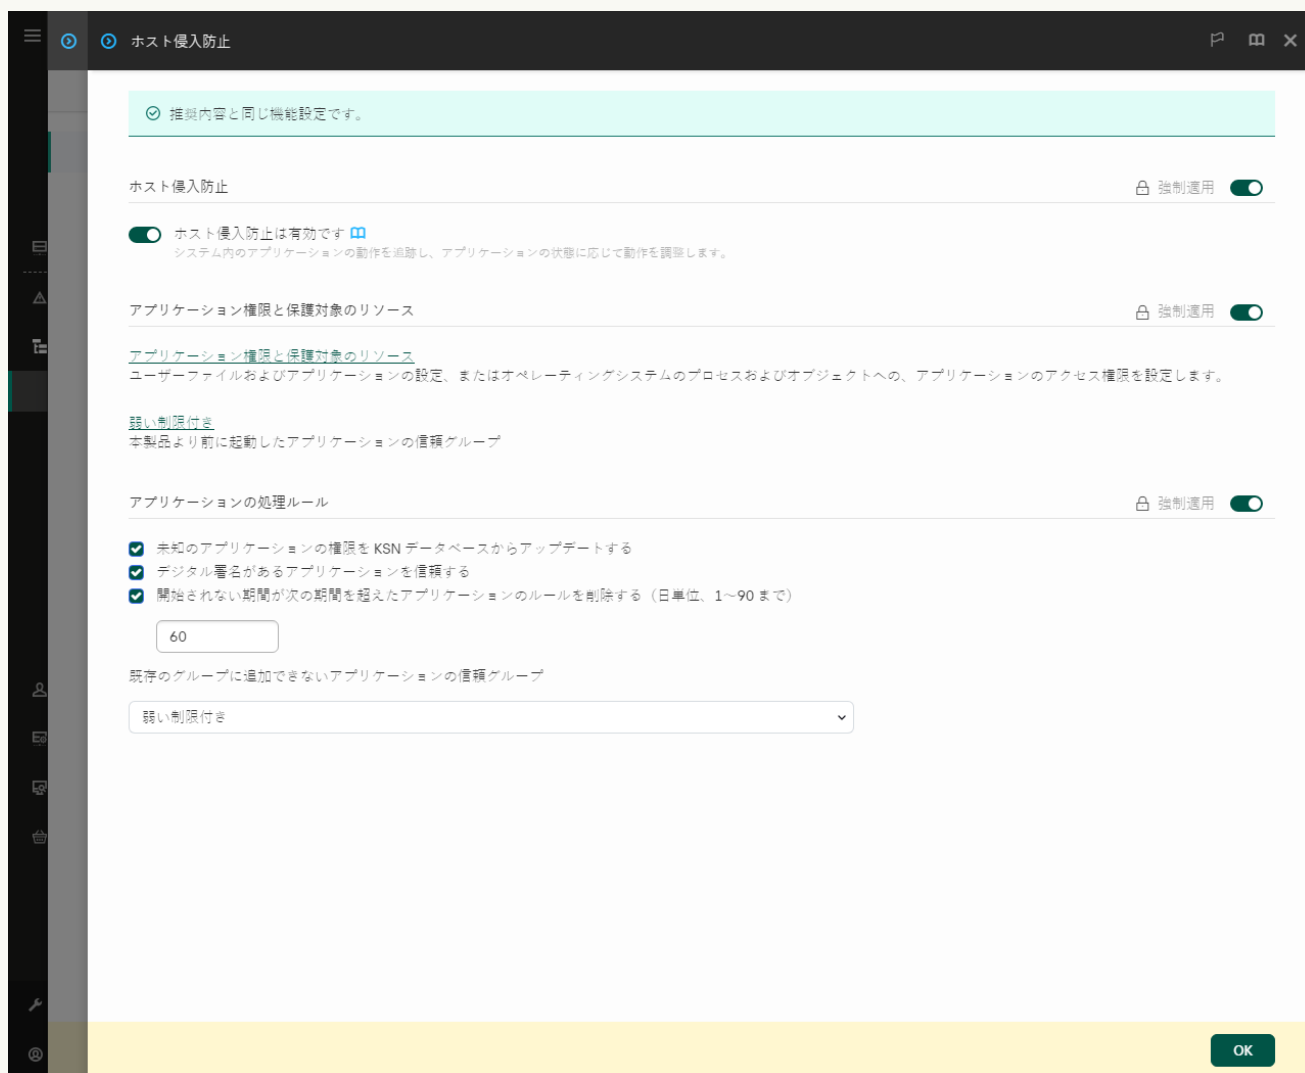 ホスト侵入防止
推奨内容と同じ機能設定です。
ホスト侵入防止
強制適用
ホスト侵入防止は有効です
システム内のアプリケーションの動作を追跡し、アプリケーションの状態に応じて動作を調整します。
アプリケーション権限と保護対象のリソース
強制適用
アプリケーション権限と保護対象のリソース
ユーザーファイルおよびアプリケーションの設定、またはオペレーティングシステムのプロセスおよびオブジェクトへの、アプリケーションのアクセス権限を設定します。
弱い制限付き
本製品より前に起動したアプリケーションの信頼グループ
アプリケーションの処理ルール
強制適用
未知のアプリケーションの権限を KSN データベースからアップデートする
デジタル署名があるアプリケーションを信頼する
開始されない期間が次の期間を超えたアプリケーションのルールを削除する（日単位、1～90 まで）
60
既存のグループに追加できないアプリケーションの信頼グループ
弱い制限付き
OK